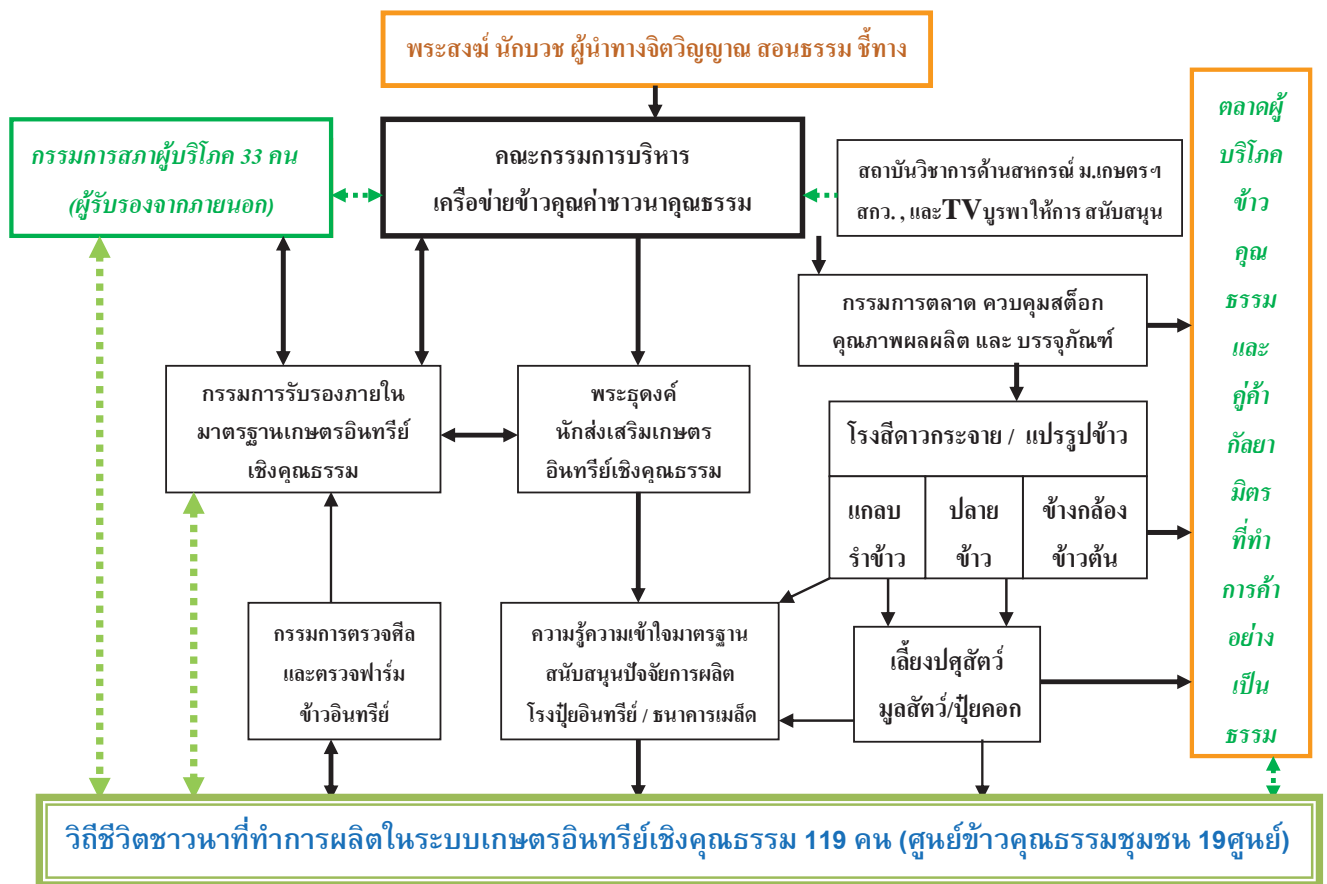 พระสงฆ์ นักบวช ผู้นำทางจิตวิญญาณ สอนธรรม ชี้ทาง
กรรมการสภาผู้บริโภค 33 คน
(ผู้รับรองจากภายนอก)
คณะกรรมการบริหาร
เครือข่ายข้าวคุณค่าชาวนาคุณธรรม
สถาบันวิชาการด้านสหกรณ์ ม.เกษตรฯ
สกว. , และTVบูรพาให้การ สนับสนุน
กรรมการตลาด ควบคุมสต็อก
คุณภาพผลผลิต และ บรรจุภัณฑ์
กรรมการรับรองภายใน
มาตรฐานเกษตรอินทรีย์
เชิงคุณธรรม
พระธุดงค์
นักส่งเสริมเกษตร
อินทรีย์เชิงคุณธรรม
โรงสีดาวกระจาย / แปรรูปข้าว
แกลบ
รำข้าว
ปลาย
ข้าว
ข้างกล้อง
ข้าวต้น
กรรมการตรวจศีล
และตรวจฟาร์ม
ข้าวอินทรีย์
ความรู้ความเข้าใจมาตรฐาน
สนับสนุนปัจจัยการผลิต
โรงปุ๋ยอินทรีย์ / ธนาคารเมล็ด
เลี้ยงปศุสัตว์
มูลสัตว์/ปุ๋ยคอก
ตลาดผู้
บริโภค
ข้าว
คุณ
ธรรม
และ
คู่ค้า
กัลยา
มิตร
ที่ทำ
การค้า
อย่าง
เป็น
ธรรม
วิถีชีวิตชาวนาที่ทำการผลิตในระบบเกษตรอินทรีย์เชิงคุณธรรม 119 คน (ศูนย์ข้าวคุณธรรมชุมชน 19ศูนย์)